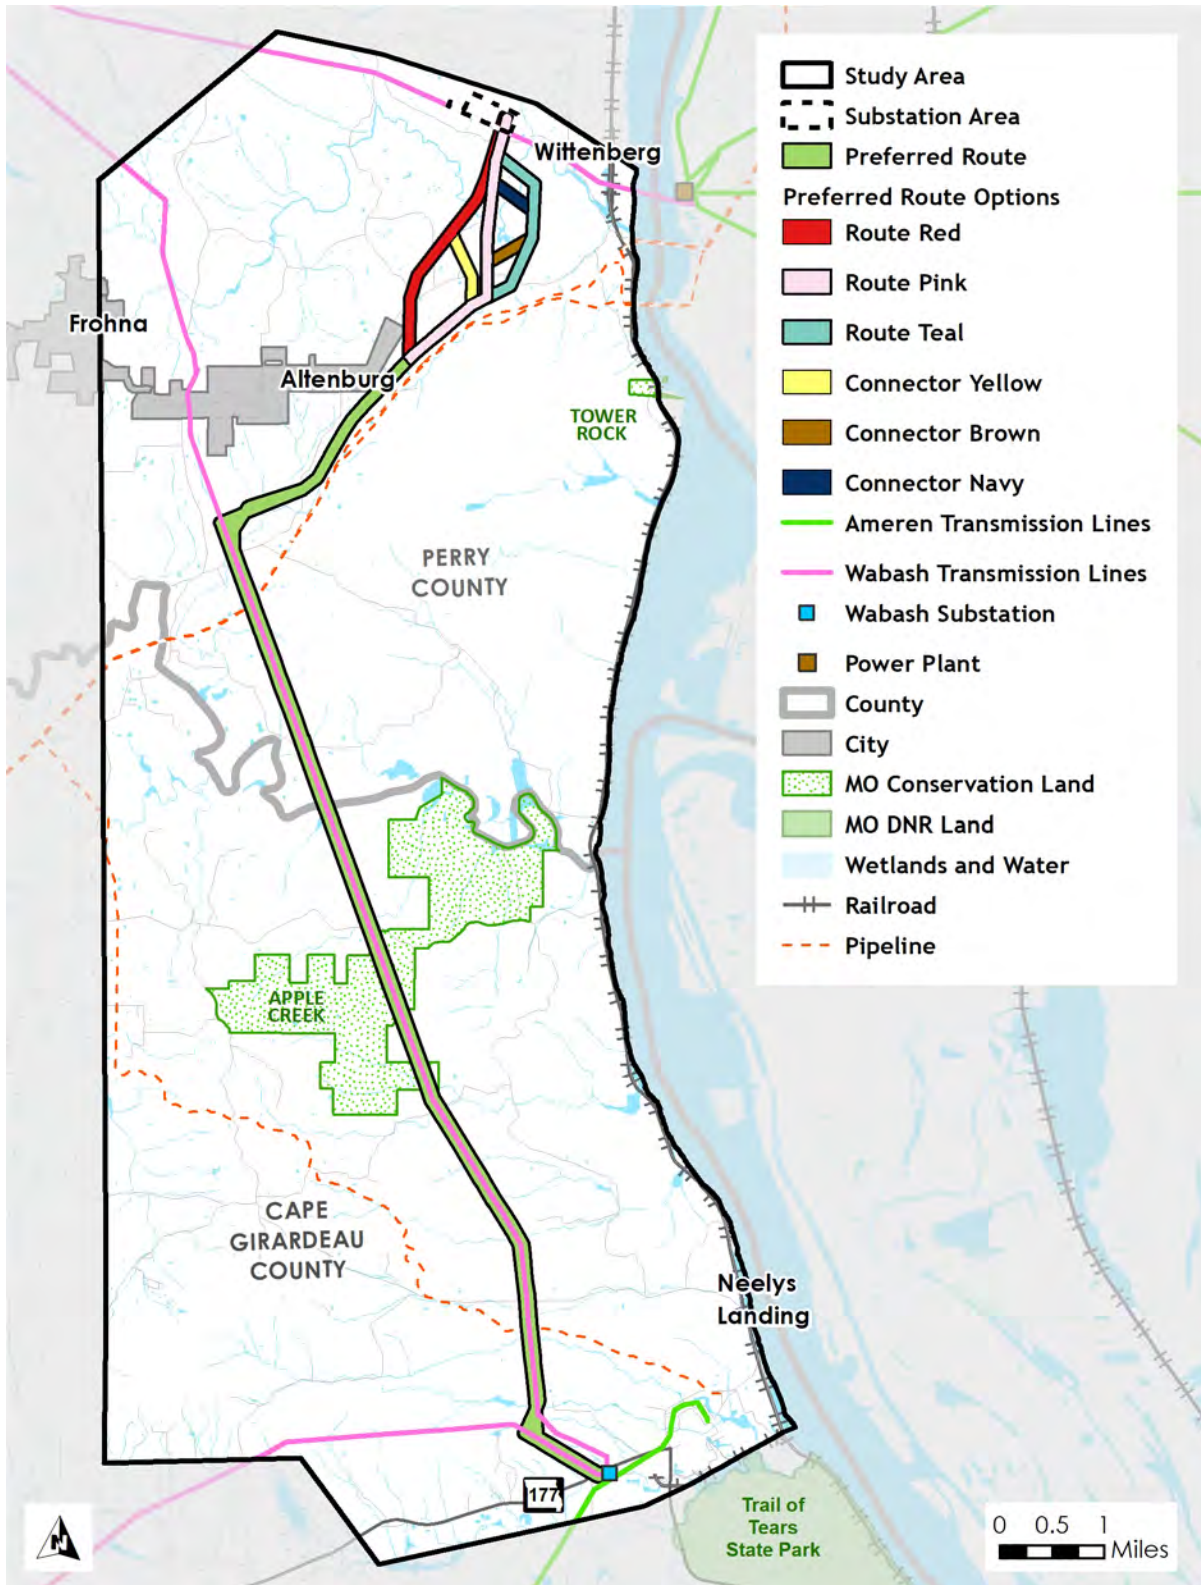 Study Area
Substation Area
Preferred Route
Preferred Route Options
Route Red
Route Pink
Route Teal
Connector Yellow
Connector Brown
Connector Navy
Ameren Transmission Lines
Wabash Transmission Lines
Wabash Substation
Power Plant
County
City
MO Conservation Land
MO DNR Land
Wetlands and Water
Railroad
Pipeline
Wittenberg
Frohna
Altenburg
TOWER
ROCK
PERRY
COUNTY
APPLE
CREEK
CAPE
GIRARDEAU
COUNTY
Neelys
Landing
177
Trail of
Tears
State Park
N
0 0.5 1
Miles